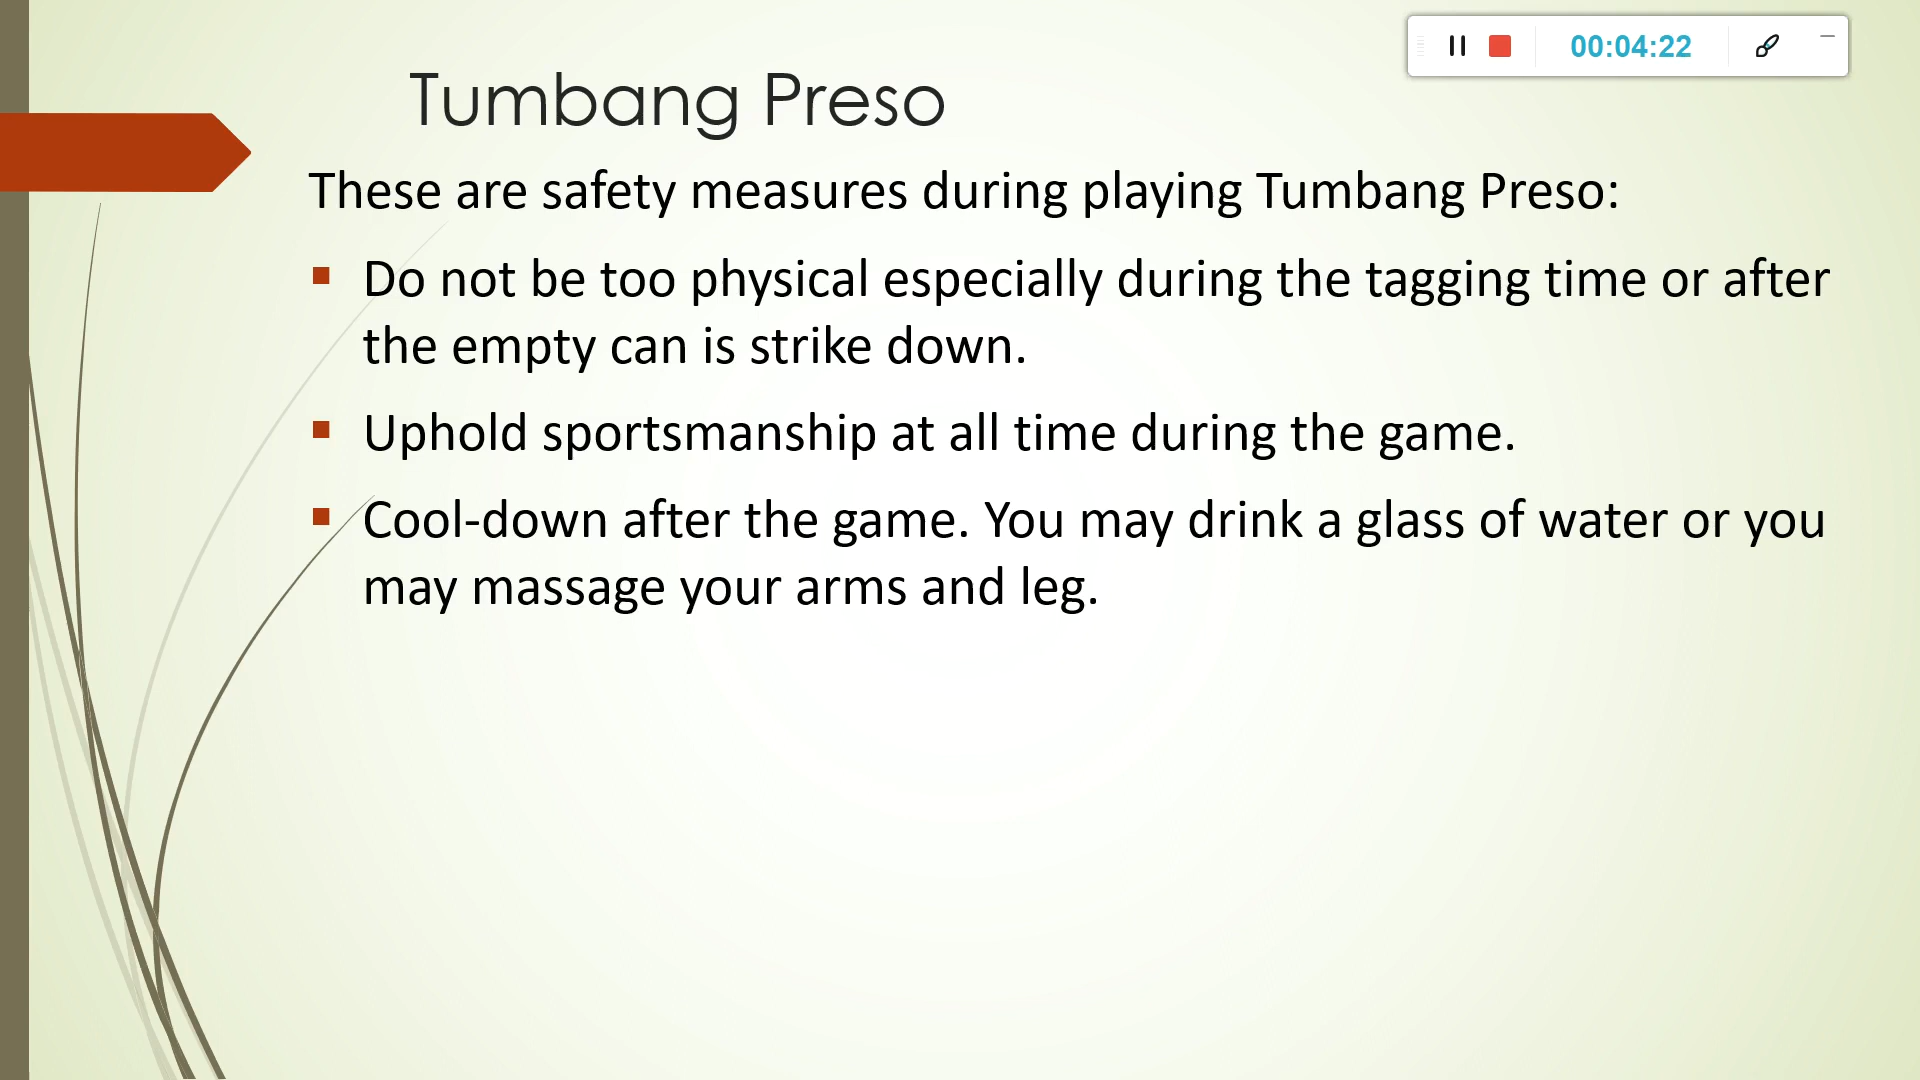 00:04:22
Tumbang Preso
These are safety measures during playing Tumbang Preso:
Do not be too physical especially during the tagging time or after
the empty can is strike down.
Uphold sportsmanship at all time during the game.
Cool-down after the game. You may drink a glass of water or you
may massage your arms and leg.